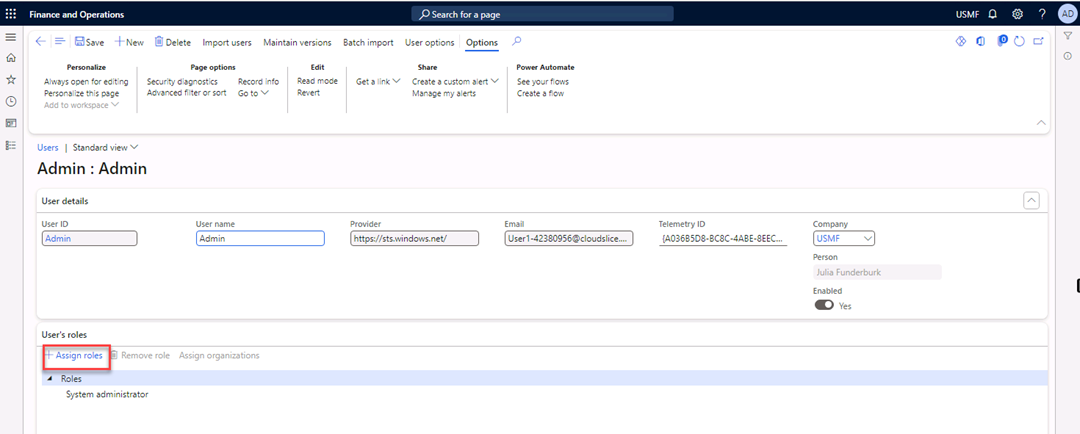 Finance and Operations
Search for a page
USMF
?
AD
Save
New
Delete
Import users
Maintain versions
Batch import
User options
Options
0
Personalize
Always open for editing
Personalize this page
Add to workspace
Page options
Security diagnostics
Advanced filter or sort
Record info
Go to
Edit
Read mode
Revert
Share
Get a link
Create a custom alert
Manage my alerts
Power Automate
See your flows
Create a flow
Users | Standard view
Admin : Admin
User details
User ID
Admin
User name
Admin
Provider
https://sts.windows.net/
Email
User1-42380956@cloudslice....
Telemetry ID
{A036B5D8-BC8C-4ABE-8EEC...
Company
USMF
Person
Julia Funderburk
Enabled
Yes
User's roles
+ Assign roles
Remove role
Assign organizations
Roles
System administrator